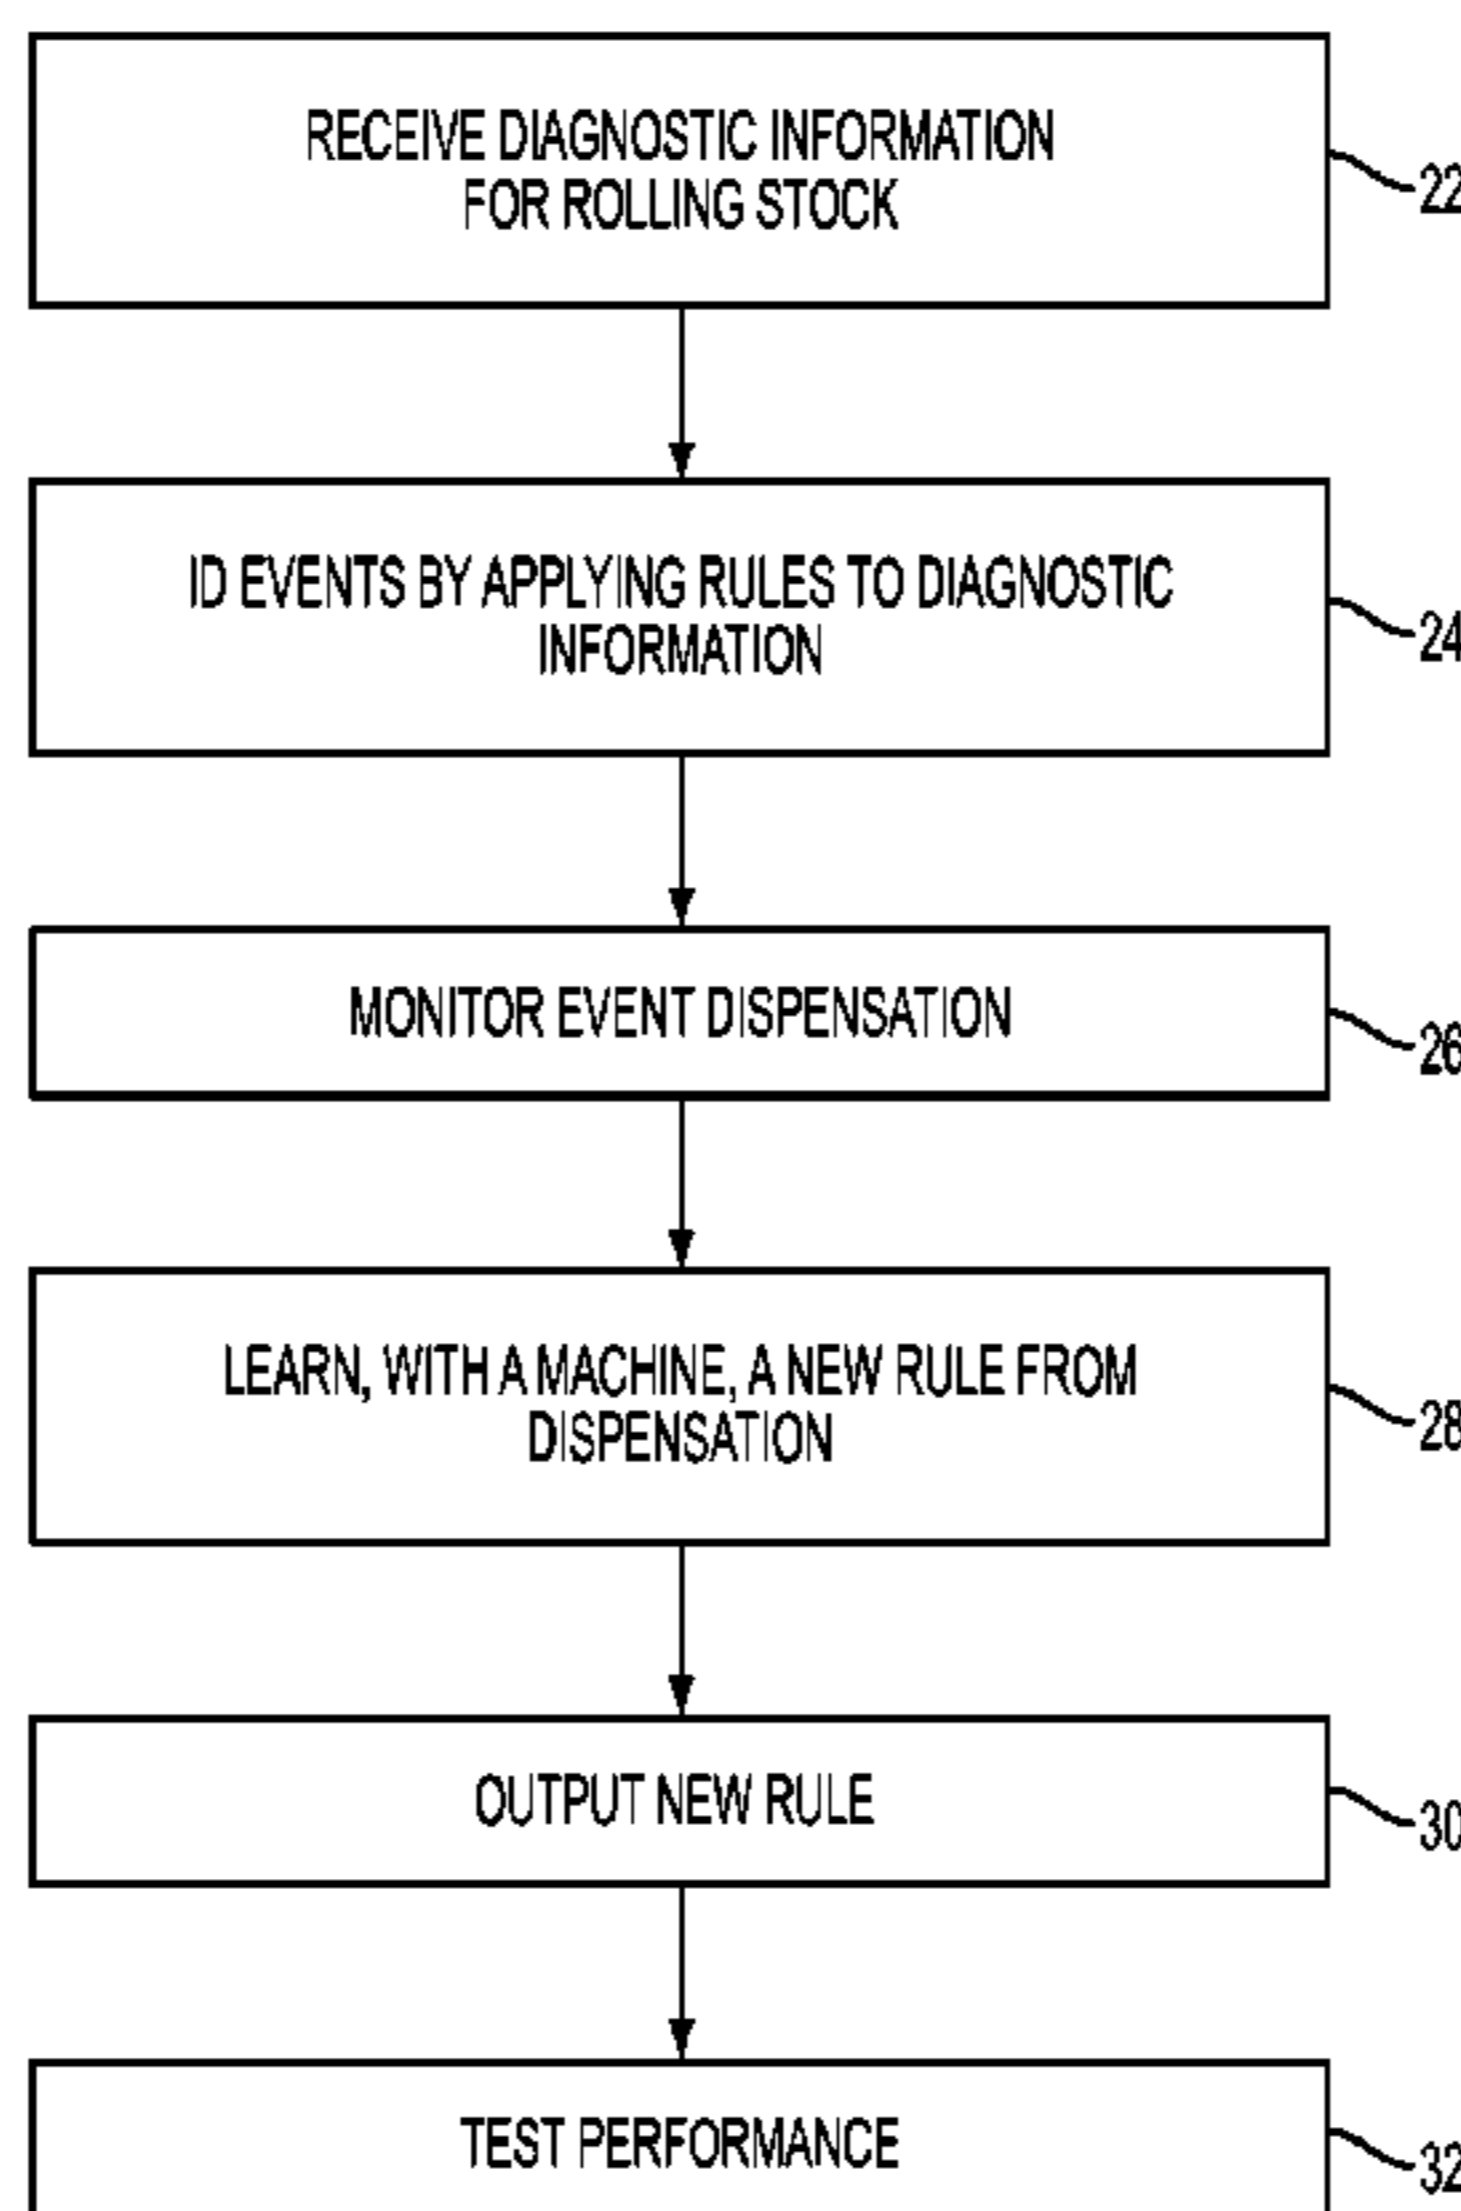 RECEIVE DIAGNOSTIC INFORMATION
FOR ROLLING STOCK
22
ID EVENTS BY APPLYING RULES TO DIAGNOSTIC
INFORMATION
24
MONITOR EVENT DISPENSATION
26
LEARN, WITH A MACHINE, A NEW RULE FROM
DISPENSATION
28
OUTPUT NEW RULE
30
TEST PERFORMANCE
32